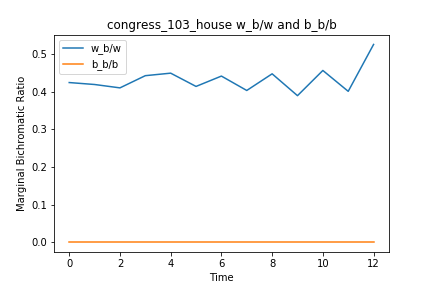 congress_103_house w_b/w and b_b/b
w_b/w
b_b/b
Marginal Bichromatic Ratio
0.5
0.4
0.3
0.2
0.1
0.0
0 2 4 6 8 10 12
Time